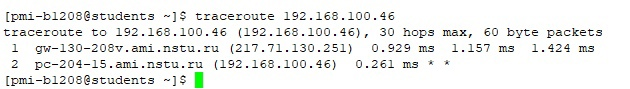 [pmi-b1208@students ~]$ traceroute 192.168.100.46
traceroute to 192.168.100.46 (192.168.100.46), 30 hops max, 60 byte packets
 1  gw-130-208v.ami.nstu.ru (217.71.130.251)  0.929 ms  1.157 ms  1.424 ms
 2  pc-204-15.ami.nstu.ru (192.168.100.46)  0.261 ms * *
[pmi-b1208@students ~]$